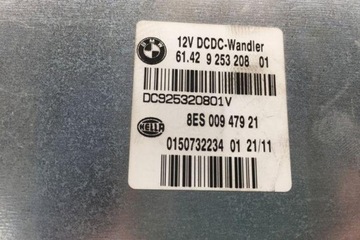 BMW
12V DCDC-Wandler
61.42 9 253 208 01
DC925320801V
8ES 009 479 21
HELLA
0150732234 01 21/11